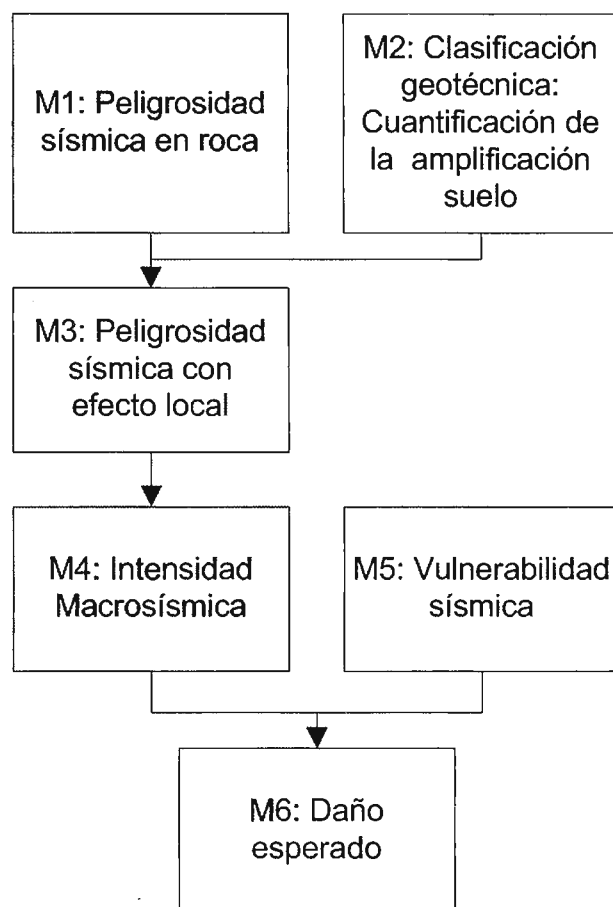 M1: Peligrosidad
sísmica en roca
M2: Clasificación
geotécnica:
Cuantificación de
la amplificación
suelo
M3: Peligrosidad
sísmica con
efecto local
M4: Intensidad
Macrosísmica
M5: Vulnerabilidad
sísmica
M6: Daño
esperado